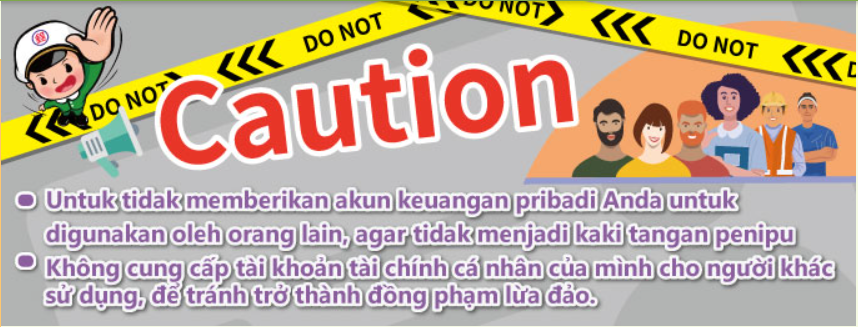 DO NOT
DO NOT
DO NOT
DO NOT
Caution
Untuk tidak memberikan akun keuangan pribadi Anda untuk
digunakan oleh orang lain, agar tidak menjadi kaki tangan penipu
Không cung cấp tài khoản tài chính cá nhân của mình cho người khác
sử dụng, để tránh trở thành đồng phạm lừa đảo.